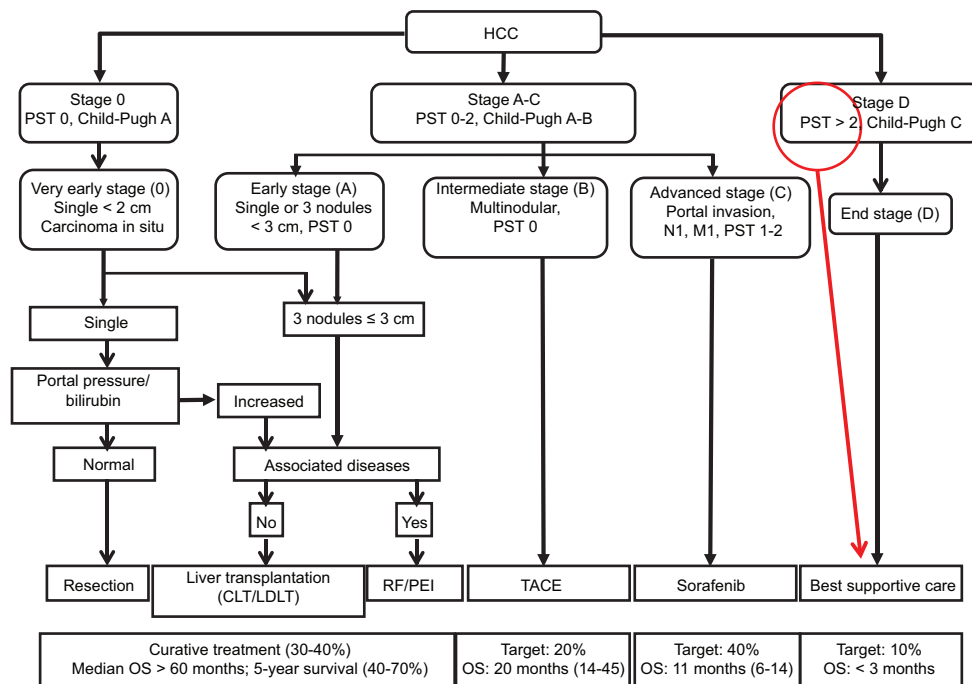 HCC
Stage 0
PST 0, Child-Pugh A
Stage A-C
PST 0-2, Child-Pugh A-B
Stage D
PST > 2, Child-Pugh C
Very early stage (0)
Single < 2 cm
Carcinoma in situ
Early stage (A)
Single or 3 nodules
< 3 cm, PST 0
Intermediate stage (B)
Multinodular,
PST 0
Advanced stage (C)
Portal invasion,
N1, M1, PST 1-2
End stage (D)
Single
3 nodules ≤ 3 cm
Portal pressure/
bilirubin
Increased
Normal
Associated diseases
No
Yes
Resection
Liver transplantation
(CLT/LDLT)
RF/PEI
TACE
Sorafenib
Best supportive care
Curative treatment (30-40%)
Median OS > 60 months; 5-year survival (40-70%)
Target: 20%
OS: 20 months (14-45)
Target: 40%
OS: 11 months (6-14)
Target: 10%
OS: < 3 months